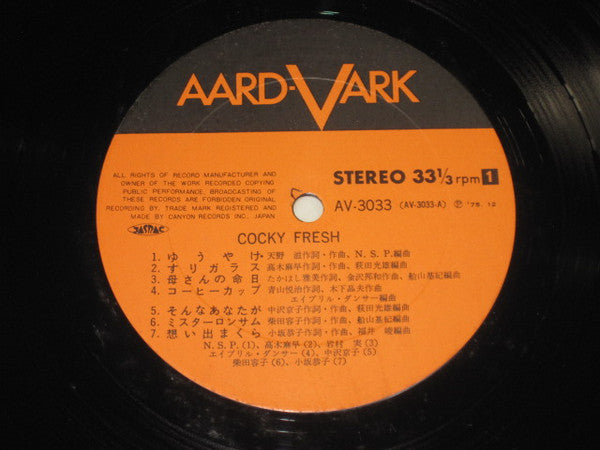 AARD-VARK
ALL RIGHTS OF RECORD MANUFACTURER AND
OWNER OF THE WORK RECORDED COPYING
PUBLIC PERFORMANCE, BROADCASTING OF
THESE RECORDS ARE FORBIDDEN ORIGINAL
RECORDING BY. TRADE MARK REGISTERED AND
MADE BY CANYON RECORDS INC., JAPAN
JASRAC
STEREO 33 1/3 rpm 1
AV-3033 (AV-3033-A) Ⓟ '75. 12
COCKY FRESH
1. ゆうやけ・天野 滋作詞・作曲、N.S.P.編曲
2. すりガラス 高木麻早作詞・作曲、萩田光雄編曲
3. 母さんの命日 たかはし雅美作詞、金沢邦和作曲、船山基紀編曲
4. コーヒーカップ 青山悦治作詞、木下晶夫作曲
エイプリル・ダンサー編曲
5. そんなあなたが 中沢京子作詞・作曲、萩田光雄編曲
6. ミスターロンサム 柴田容子作詞・作曲、船山基紀編曲
7. 想い出まくら 小坂恭子作詞・作曲、福井 崚編曲
N.S.P.(1)、高木麻早(2)、岩村 実(3)
エイプリル・ダンサー(4)、中沢京子(5)
柴田容子(6)、小坂恭子(7)